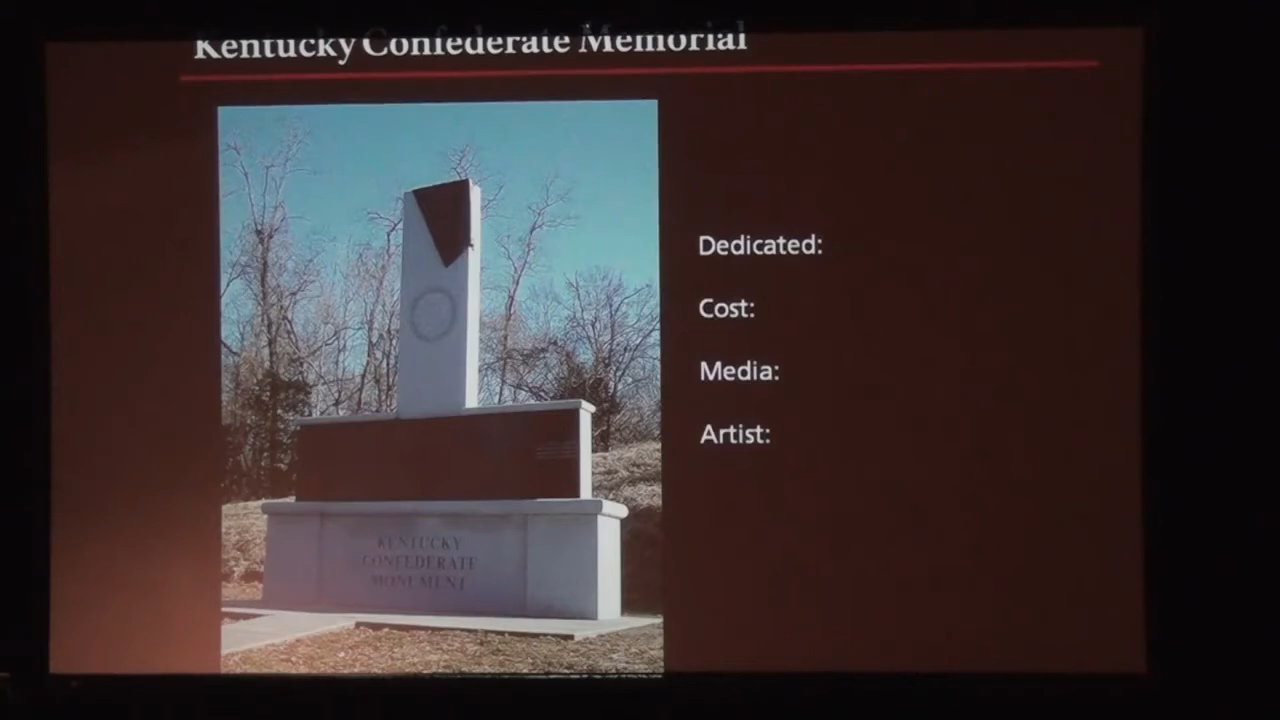 Kentucky Confederate Memorial
Dedicated:
Cost:
Media:
Artist:
KENTUCKY
CONFEDERATE
MONUMENT